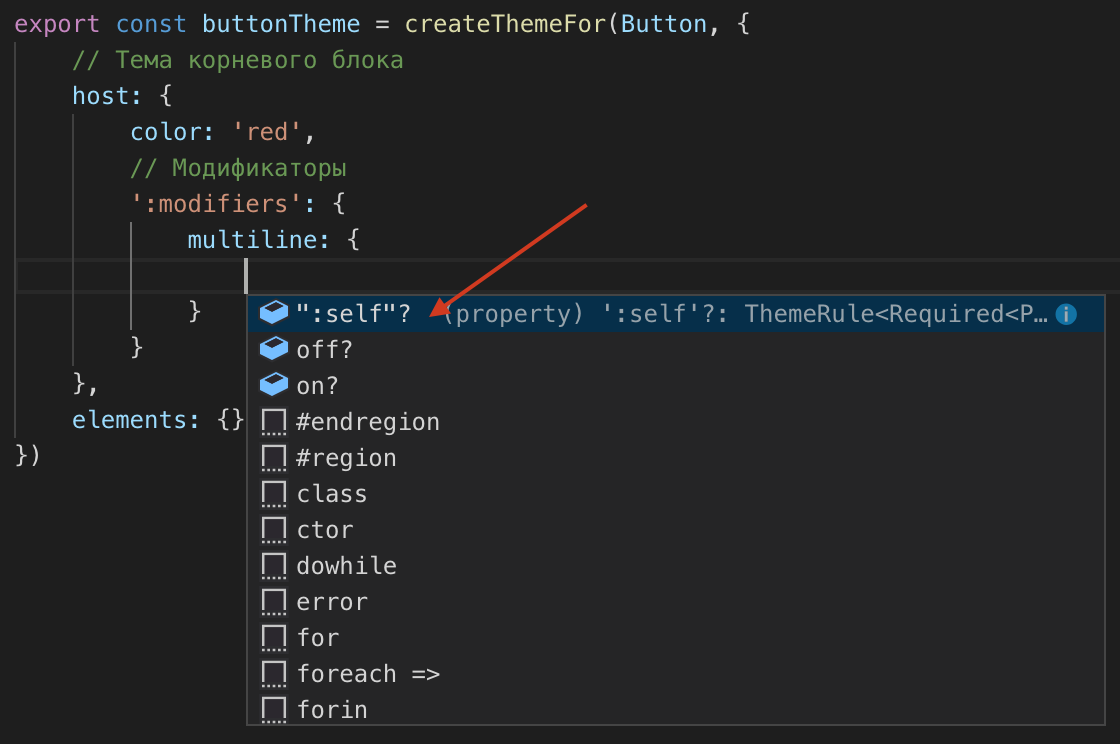 export const buttonTheme = createThemeFor(Button, {
// Тема корневого блока
host: {
color: 'red',
// Модификаторы
':modifiers': {
multiline: {
":self"? (property) ':self'?: ThemeRule<Required<P…
}
off?
}
on?
},
elements: {}
#endregion
})
#region
class
ctor
dowhile
error
for
foreach =>
forin